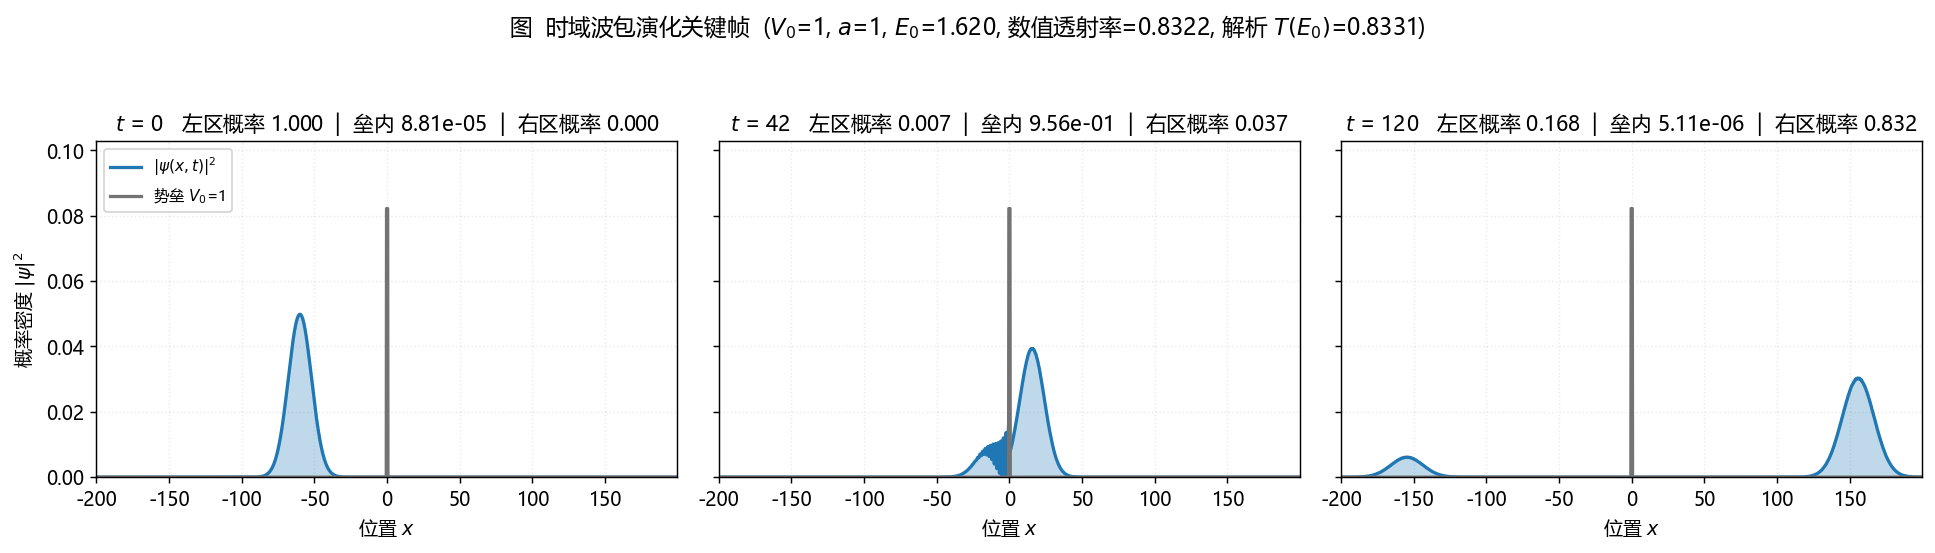 图 时域波包演化关键帧 (V₀=1, a=1, E₀=1.620, 数值透射率=0.8322, 解析 T(E₀)=0.8331)
t = 0 左区概率 1.000 | 垒内 8.81e-05 | 右区概率 0.000
t = 42 左区概率 0.007 | 垒内 9.56e-01 | 右区概率 0.037
t = 120 左区概率 0.168 | 垒内 5.11e-06 | 右区概率 0.832
概率密度 |ψ|²
0.10
0.08
0.06
0.04
0.02
0.00
|ψ(x, t)|²
势垒 V₀=1
-200 -150 -100 -50 0 50 100 150
-200 -150 -100 -50 0 50 100 150
-200 -150 -100 -50 0 50 100 150
位置 x
位置 x
位置 x